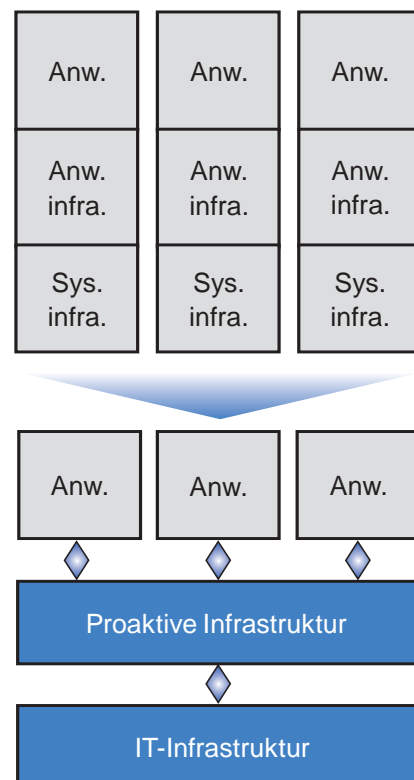 Anw. Anw. Anw.
Anw. Anw. Anw.
infra. infra. infra.
Sys. Sys. Sys.
infra. infra. infra.
Anw. Anw. Anw.
Proaktive Infrastruktur
IT-Infrastruktur